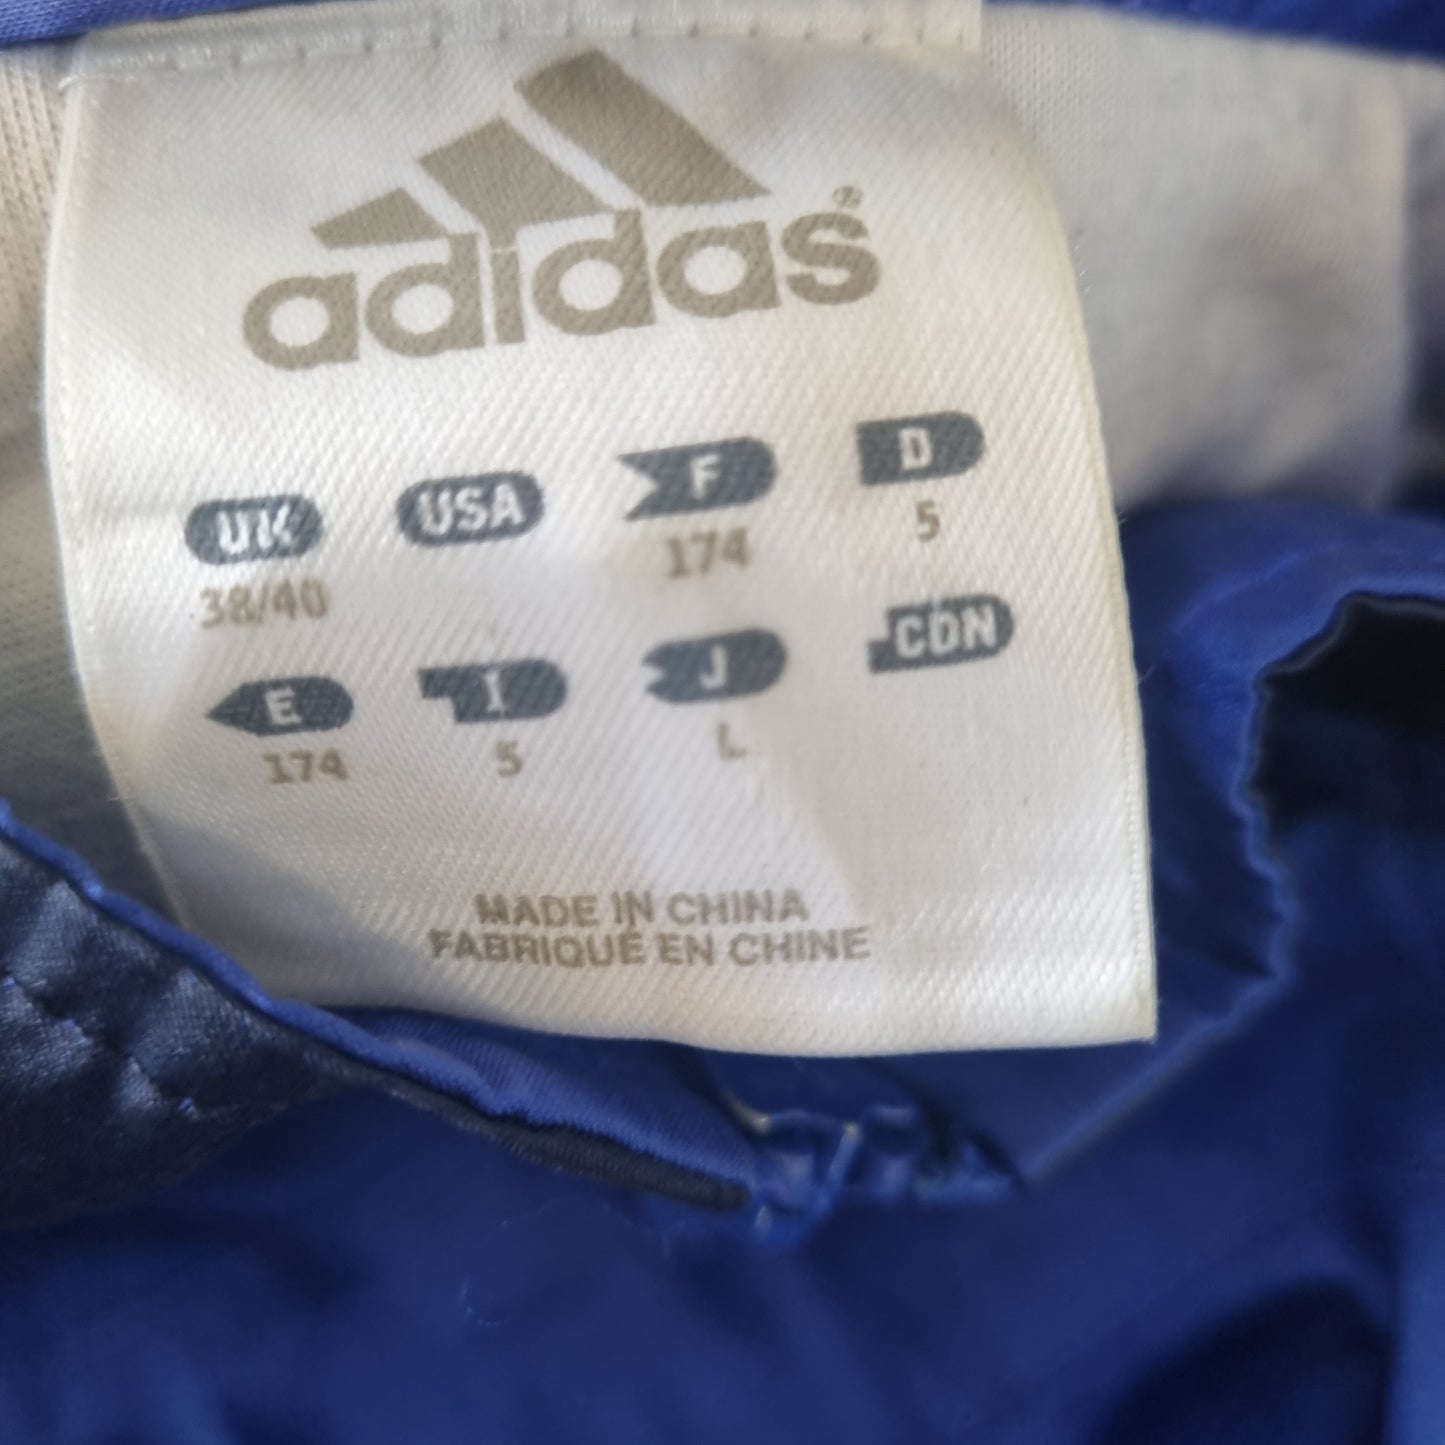 adidas®
UK USA F D
38/40 174 5
E I J CDN
174 5 L
MADE IN CHINA
FABRIQUÉ EN CHINE